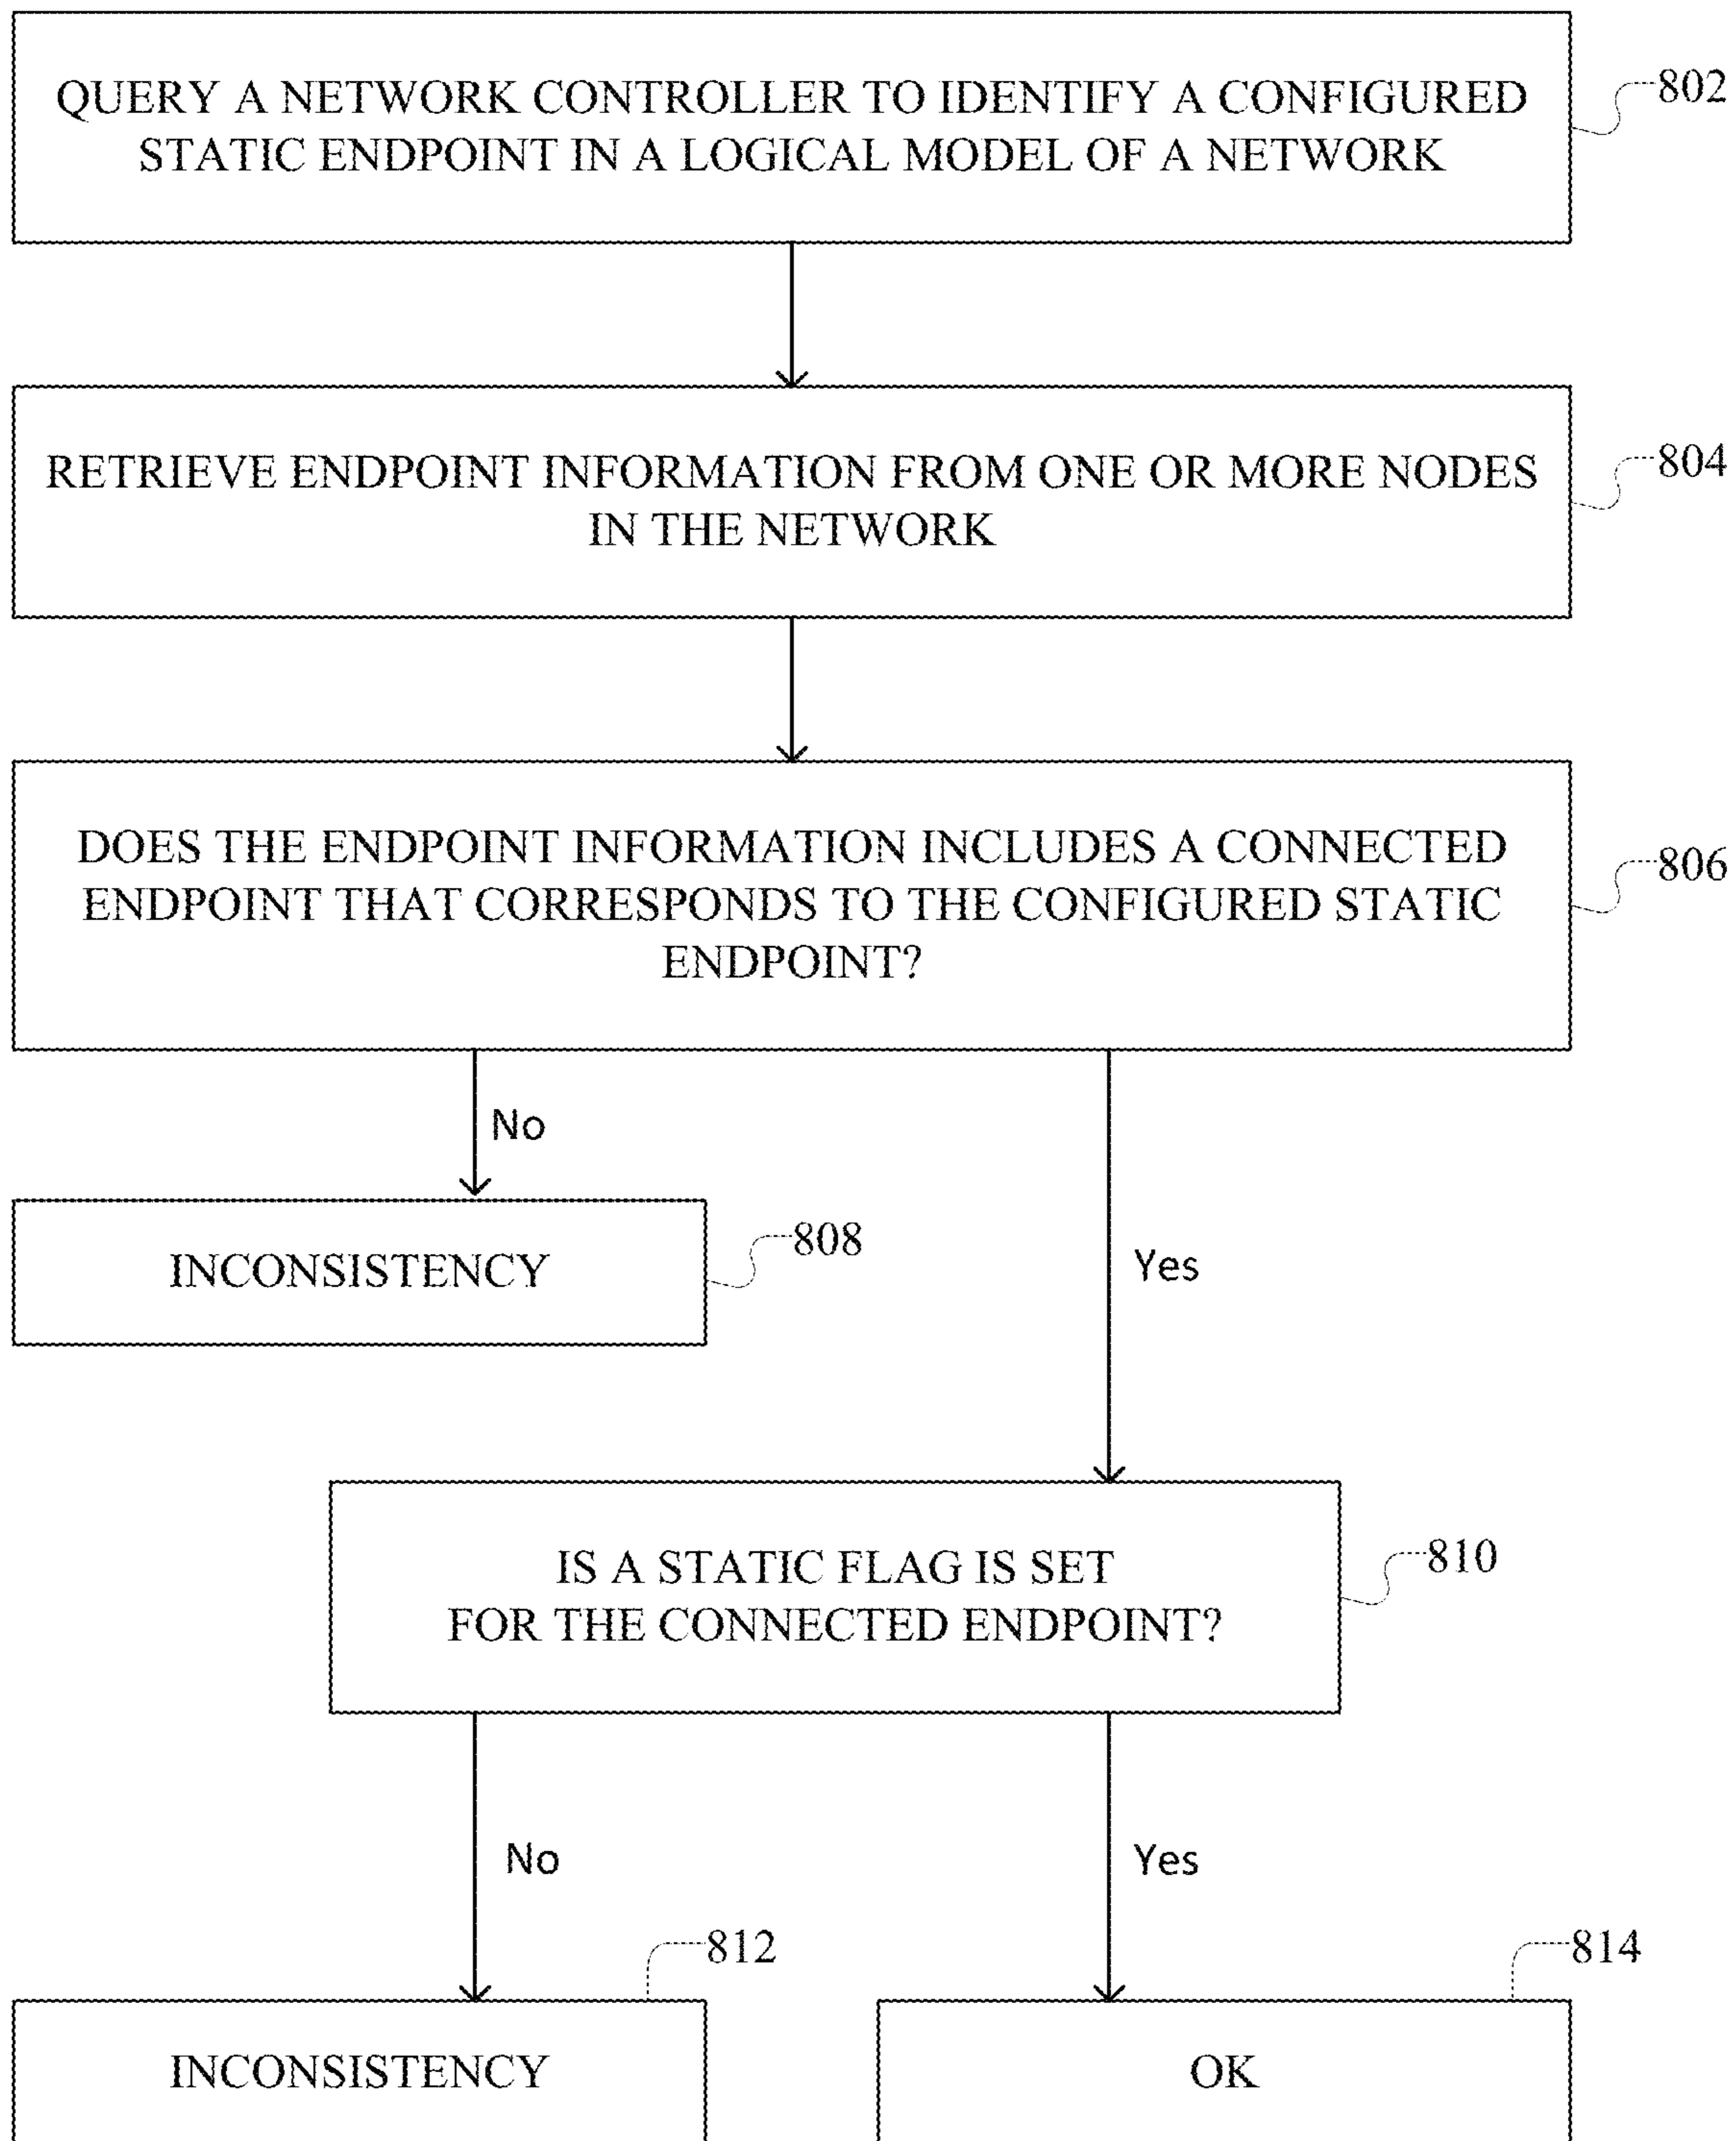 QUERY A NETWORK CONTROLLER TO IDENTIFY A CONFIGURED
STATIC ENDPOINT IN A LOGICAL MODEL OF A NETWORK
802
RETRIEVE ENDPOINT INFORMATION FROM ONE OR MORE NODES
IN THE NETWORK
804
DOES THE ENDPOINT INFORMATION INCLUDES A CONNECTED
ENDPOINT THAT CORRESPONDS TO THE CONFIGURED STATIC
ENDPOINT?
806
No
Yes
INCONSISTENCY
808
IS A STATIC FLAG IS SET
FOR THE CONNECTED ENDPOINT?
810
No
Yes
812
INCONSISTENCY
814
OK